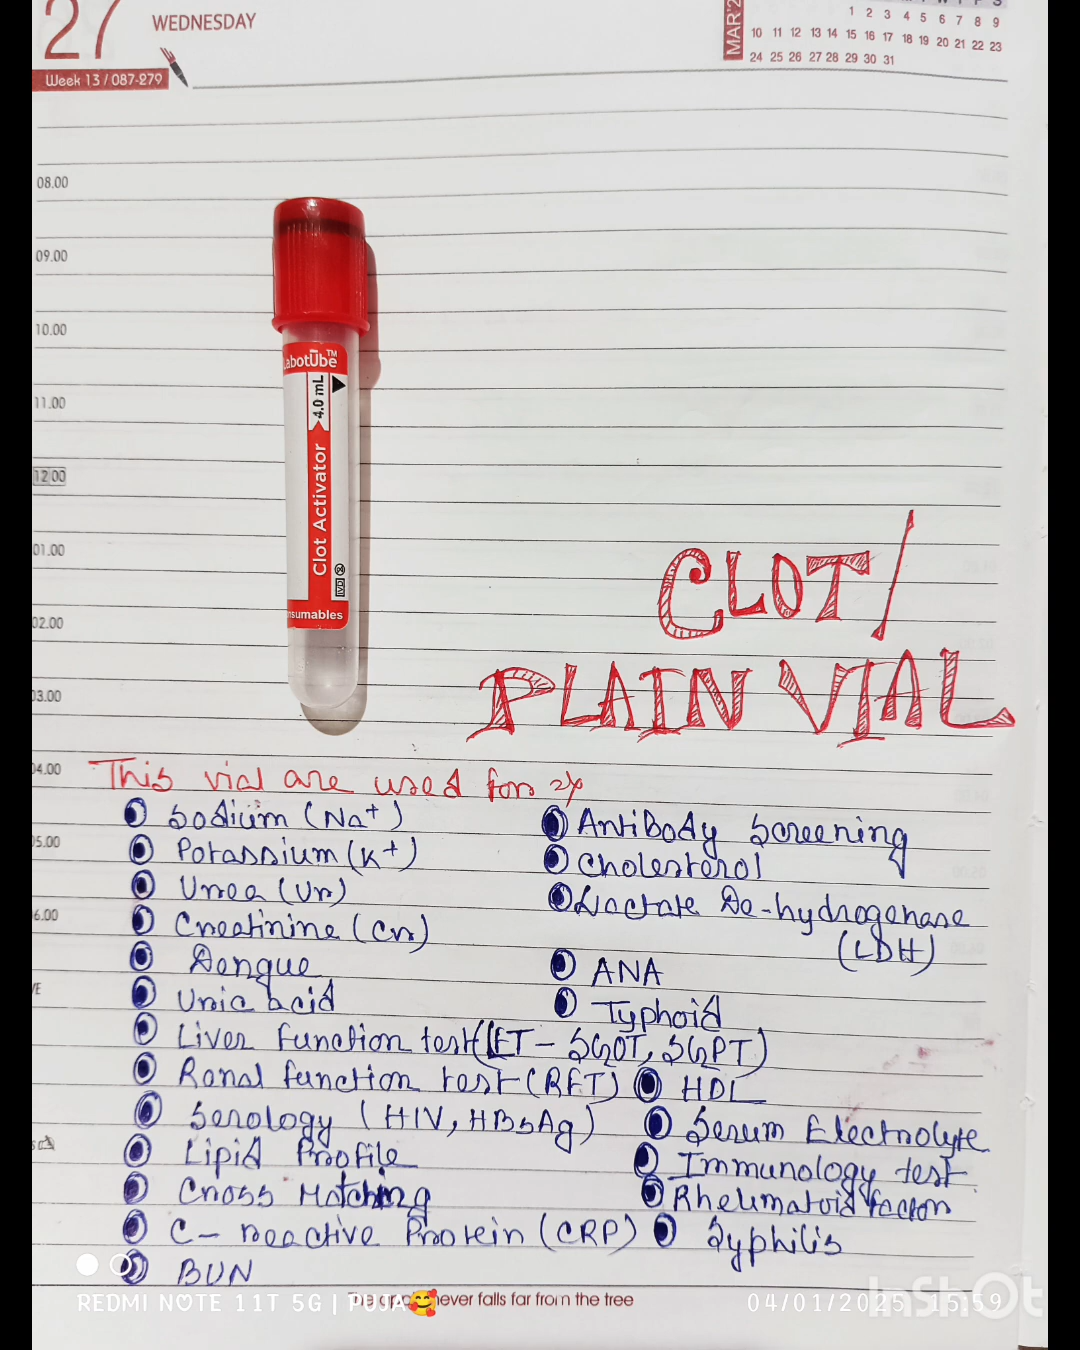 27 WEDNESDAY
Week 13 / 087-279
MAR'2
1 2 3 4 5 6 7 8 9
10 11 12 13 14 15 16 17 18 19 20 21 22 23
24 25 26 27 28 29 30 31
08.00
09.00
10.00
11.00
12.00
01.00
02.00
03.00
04.00
05.00
06.00
LabotUbe™
4.0 mL
Clot Activator
IVD
nsumables
CLOT/
PLAIN VIAL
This vial are used for
Sodium (Na+)
Potassium (K+)
Urea (Ur)
Creatinine (Cr)
Dengue
Uric acid
Liver function test (LFT- SGOT, SGPT)
Renal function test (RFT)
Serology (HIV, HBsAg)
Lipid Profile
Cross Matching
C- reactive Protein (CRP)
BUN
AntiBody Screening
Cholesterol
Lactate De-hydrogenase
(LDH)
ANA
Typhoid
HDL
Serum Electrolyte
Immunology test
Rheumatoid factor
Syphilis
never falls far from the tree
REDMI NOTE 11T 5G | PUJA🥰
04/01/2025 15:59
InShOt